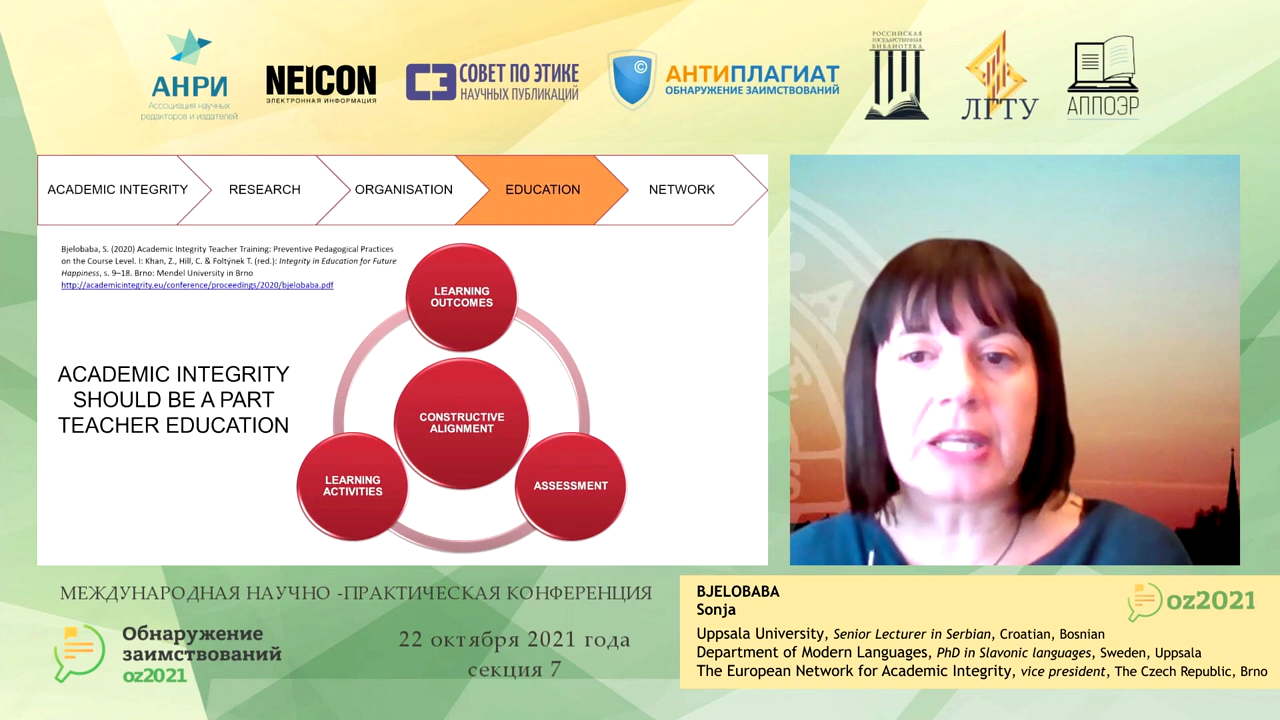 АНРИ
Ассоциация научных
редакторов и издателей
NEICON
ЭЛЕКТРОННАЯ ИНФОРМАЦИЯ
СЭ СОВЕТ ПО ЭТИКЕ
НАУЧНЫХ ПУБЛИКАЦИЙ
©
АНТИПЛАГИАТ
ОБНАРУЖЕНИЕ ЗАИМСТВОВАНИЙ
РОССИЙСКАЯ
ГОСУДАРСТВЕННАЯ
БИБЛИОТЕКА
ЛГТУ
АППОЭР
ACADEMIC INTEGRITY
RESEARCH
ORGANISATION
EDUCATION
NETWORK
Bjelobaba, S. (2020) Academic Integrity Teacher Training: Preventive Pedagogical Practices
on the Course Level. I: Khan, Z., Hill, C. & Foltýnek T. (red.): Integrity in Education for Future
Happiness, s. 9–18. Brno: Mendel University in Brno
http://academicintegrity.eu/conference/proceedings/2020/bjelobaba.pdf
ACADEMIC INTEGRITY
SHOULD BE A PART
TEACHER EDUCATION
LEARNING
OUTCOMES
CONSTRUCTIVE
ALIGNMENT
LEARNING
ACTIVITIES
ASSESSMENT
МЕЖДУНАРОДНАЯ НАУЧНО -ПРАКТИЧЕСКАЯ КОНФЕРЕНЦИЯ
Обнаружение
заимствований
oz2021
22 октября 2021 года
секция 7
BJELOBABA
Sonja
oz2021
Uppsala University, Senior Lecturer in Serbian, Croatian, Bosnian
Department of Modern Languages, PhD in Slavonic languages, Sweden, Uppsala
The European Network for Academic Integrity, vice president, The Czech Republic, Brno